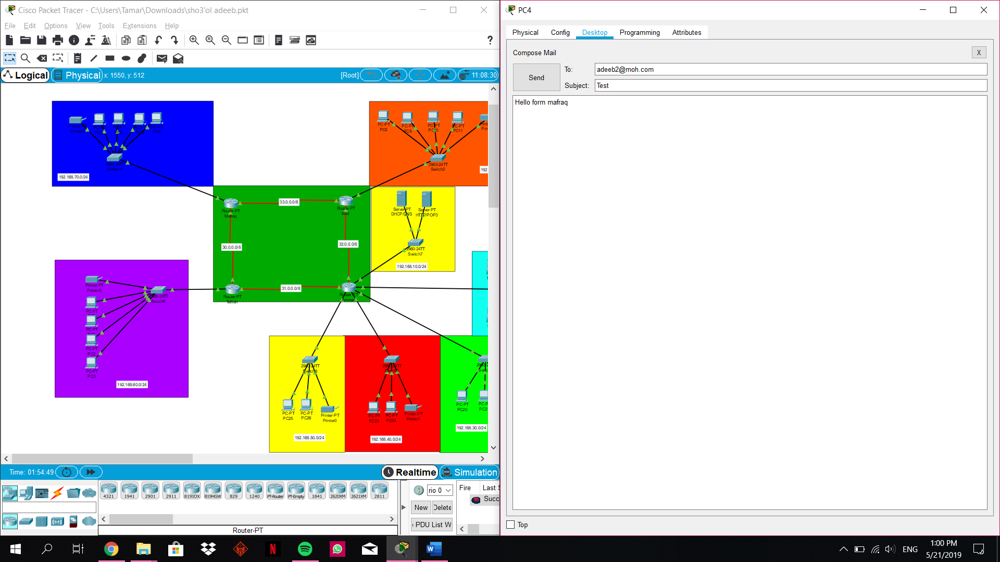 Cisco Packet Tracer - C:\Users\Tamar\Downloads\sho3'ol adeeb.pkt
File Edit Options View Tools Extensions Help
?
Logical Physical x: 1550, y: 512 [Root] 11:08:30
PC-PT PC8
PC-PT PC9
PC-PT PC10
PC-PT PC11
2960-24TT
Switch2
192.168.70.0/24
192.
33.0.0.0/8
Router-PT
Mafraq
Router-PT
Irbid
Server-PT
DHCP/DNS
Server-PT
HTTP/POP3
30.0.0.0/8
32.0.0.0/8
2960-24TT
Switch7
192.168.10.0/24
Printer-PT
2960-24TT
Switch0
31.0.0.0/8
Router-PT
Router-PT
Amman
PC-PT
PC-PT
PC-PT
PC2
PC-PT
PC3
192.168.60.0/24
2960-24TT
Switch6
2960-24TT
PC-PT
PC25
PC-PT
PC26
Printer-PT
Printer0
PC-PT
PC23
PC-PT
PC24
Printer-PT
Printer1
PC-PT
PC20
192.168.50.0/24
192.168.40.0/24
192.168.30.0/24
Time: 01:54:49 Realtime Simulation
4321 1941 2901 2911 819IOX 819HGW 829 1240 PT-Router PT-Empty 1841 2620XM 2621XM 2811
Router-PT
rio 0
New Delete
PDU List W
Fire Last S
Succ
PC4
Physical Config Desktop Programming Attributes
Compose Mail X
Send
To: adeeb2@moh.com
Subject: Test
Hello form mafraq
Top
ENG
1:00 PM
5/21/2019